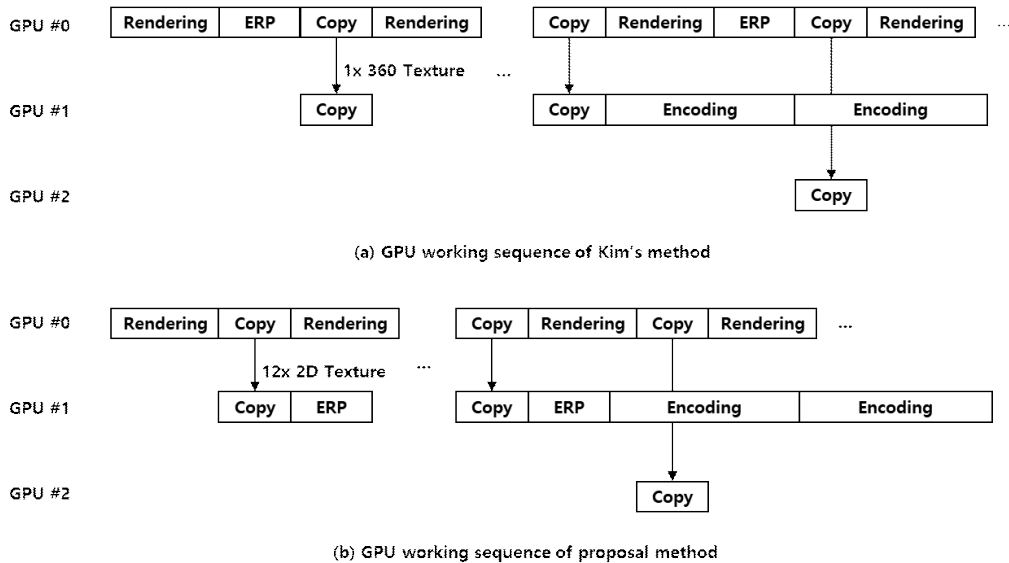 GPU #0 Rendering ERP Copy Rendering Copy Rendering ERP Copy Rendering ...
1x 360 Texture ...
GPU #1 Copy Copy Encoding Encoding
GPU #2 Copy
(a) GPU working sequence of Kim's method
GPU #0 Rendering Copy Rendering Copy Rendering Copy Rendering ...
12x 2D Texture ...
GPU #1 Copy ERP Copy ERP Encoding Encoding
GPU #2 Copy
(b) GPU working sequence of proposal method